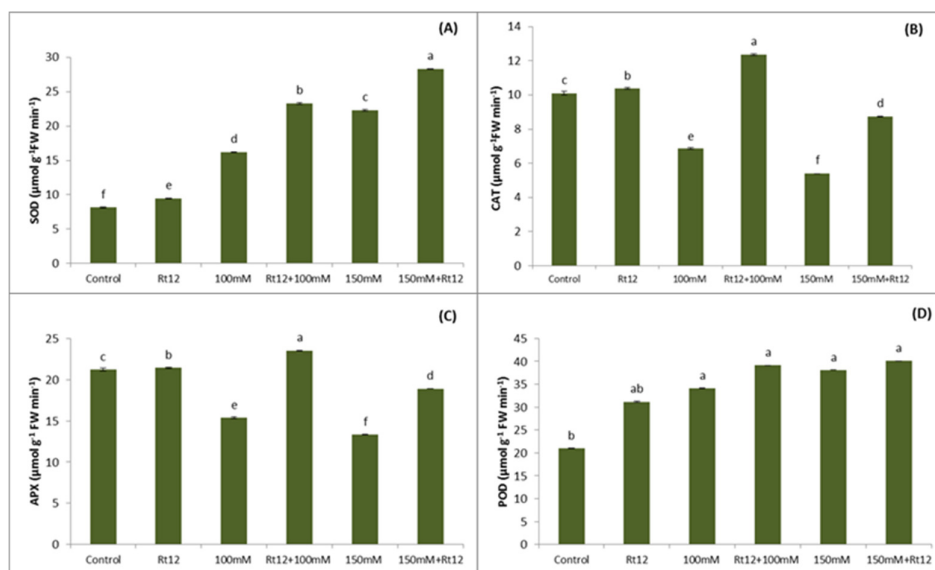 (A)
30
25
20
15
10
5
0
SOD (µmol g⁻¹FW min⁻¹)
f
e
d
b
c
a
Control Rt12 100mM Rt12+100mM 150mM 150mM+Rt12
(B)
14
12
10
8
6
4
2
0
CAT (µmol g⁻¹FW min⁻¹)
c
b
e
a
f
d
Control Rt12 100mM Rt12+100mM 150mM 150mM+Rt12
(C)
25
20
15
10
5
0
APX (µmol g⁻¹ FW min⁻¹)
c
b
e
a
f
d
Control Rt12 100mM Rt12+100mM 150mM 150mM+Rt12
(D)
45
40
35
30
25
20
15
10
5
0
POD (µmol g⁻¹ FW min⁻¹)
b
ab
a
a
a
a
Control Rt12 100mM Rt12+100mM 150mM 150mM+Rt12